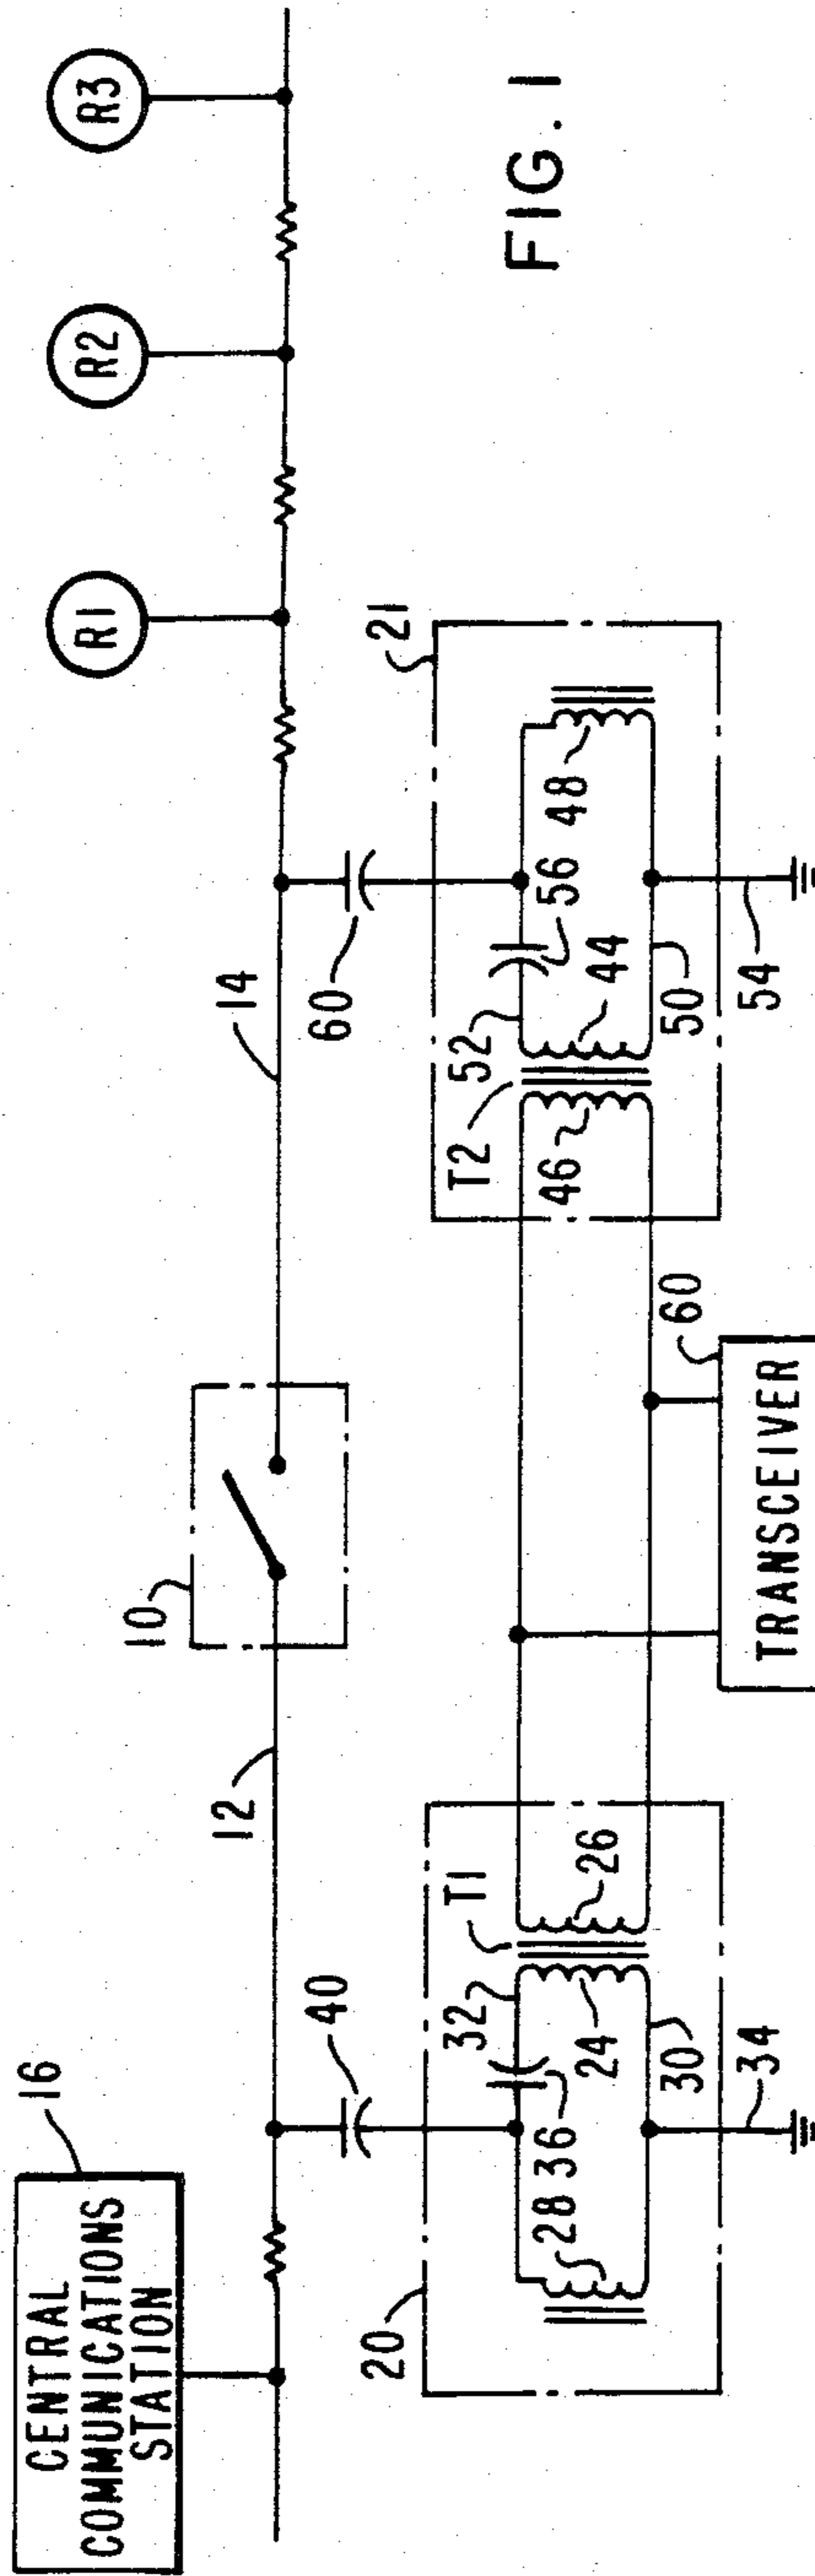 CENTRAL
COMMUNICATIONS
STATION
16
R1
R2
R3
12
10
14
40
60
FIG. 1
20
28
36
32
24
T1
26
30
34
TRANSCEIVER
60
T2
46
52
44
56
48
21
50
54